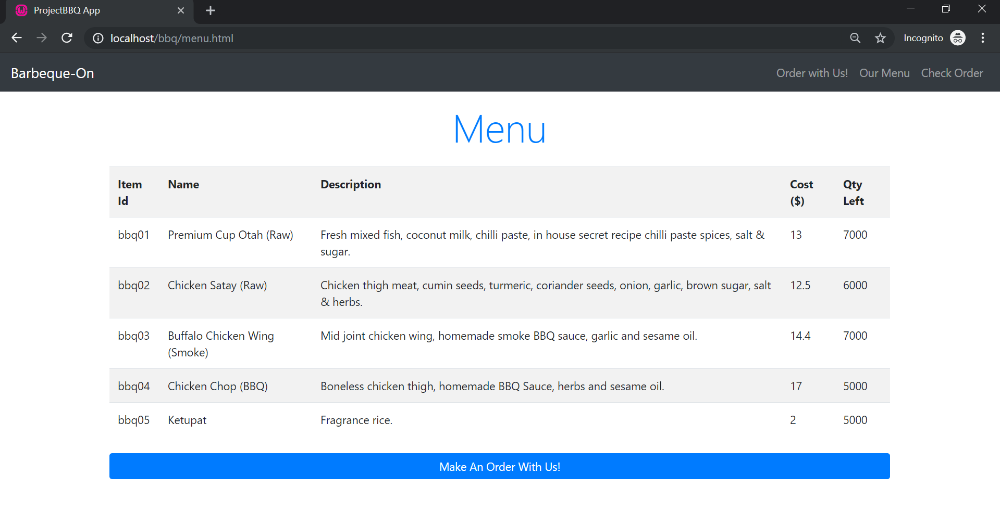 ProjectBBQ App
localhost/bbq/menu.html
Incognito
Barbeque-On
Order with Us! Our Menu Check Order
Menu
Item Id Name Description Cost ($) Qty Left
bbq01 Premium Cup Otah (Raw) Fresh mixed fish, coconut milk, chilli paste, in house secret recipe chilli paste spices, salt & sugar. 13 7000
bbq02 Chicken Satay (Raw) Chicken thigh meat, cumin seeds, turmeric, coriander seeds, onion, garlic, brown sugar, salt & herbs. 12.5 6000
bbq03 Buffalo Chicken Wing (Smoke) Mid joint chicken wing, homemade smoke BBQ sauce, garlic and sesame oil. 14.4 7000
bbq04 Chicken Chop (BBQ) Boneless chicken thigh, homemade BBQ Sauce, herbs and sesame oil. 17 5000
bbq05 Ketupat Fragrance rice. 2 5000
Make An Order With Us!